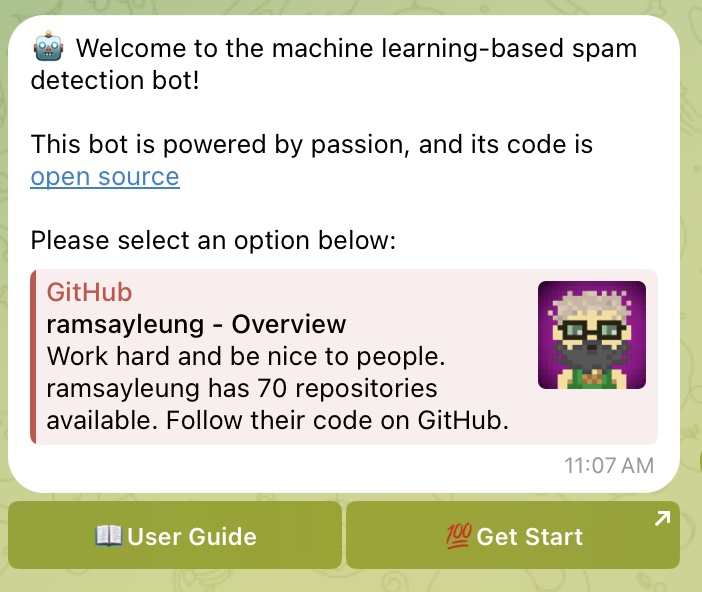 🤖 Welcome to the machine learning-based spam
detection bot!
This bot is powered by passion, and its code is
open source
Please select an option below:
GitHub
ramsayleung - Overview
Work hard and be nice to people.
ramsayleung has 70 repositories
available. Follow their code on GitHub.
11:07 AM
📖User Guide
💯 Get Start